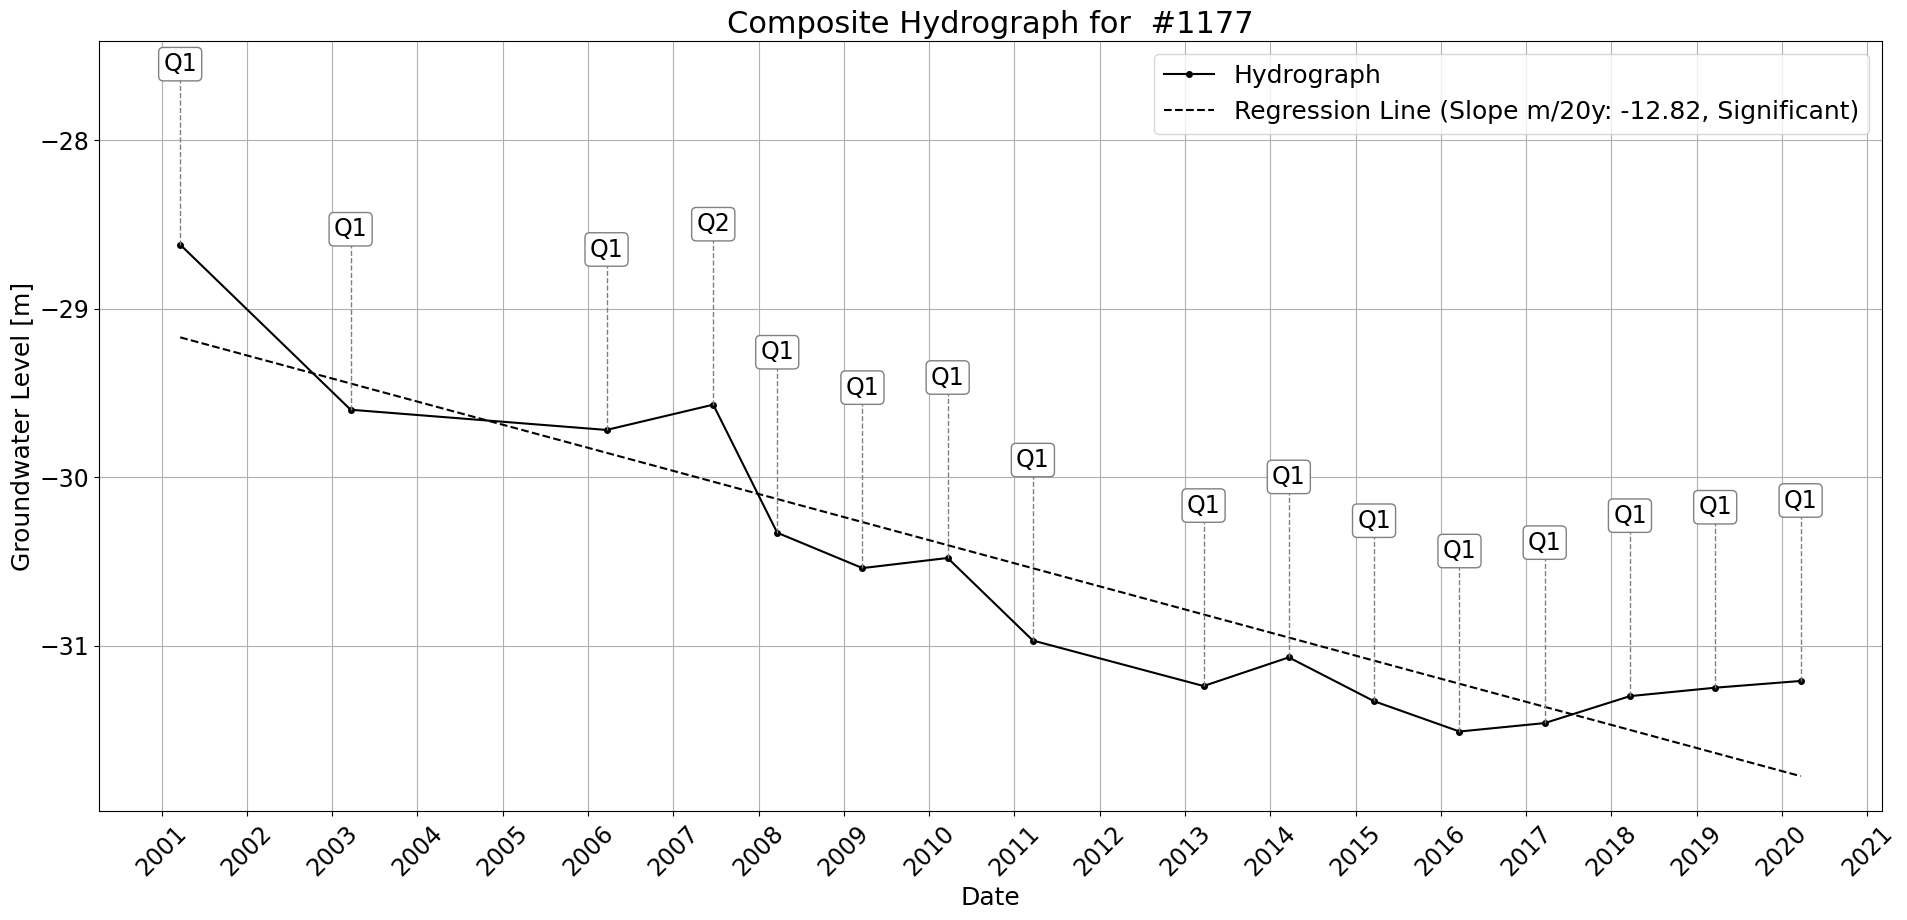 Composite Hydrograph for  #1177
Hydrograph
Regression Line (Slope m/20y: -12.82, Significant)
Q1
Q1
Q1
Q2
Q1
Q1
Q1
Q1
Q1
Q1
Q1
Q1
Q1
Q1
Q1
Q1
Groundwater Level [m]
−28
−29
−30
−31
2001
2002
2003
2004
2005
2006
2007
2008
2009
2010
2011
2012
2013
2014
2015
2016
2017
2018
2019
2020
2021
Date